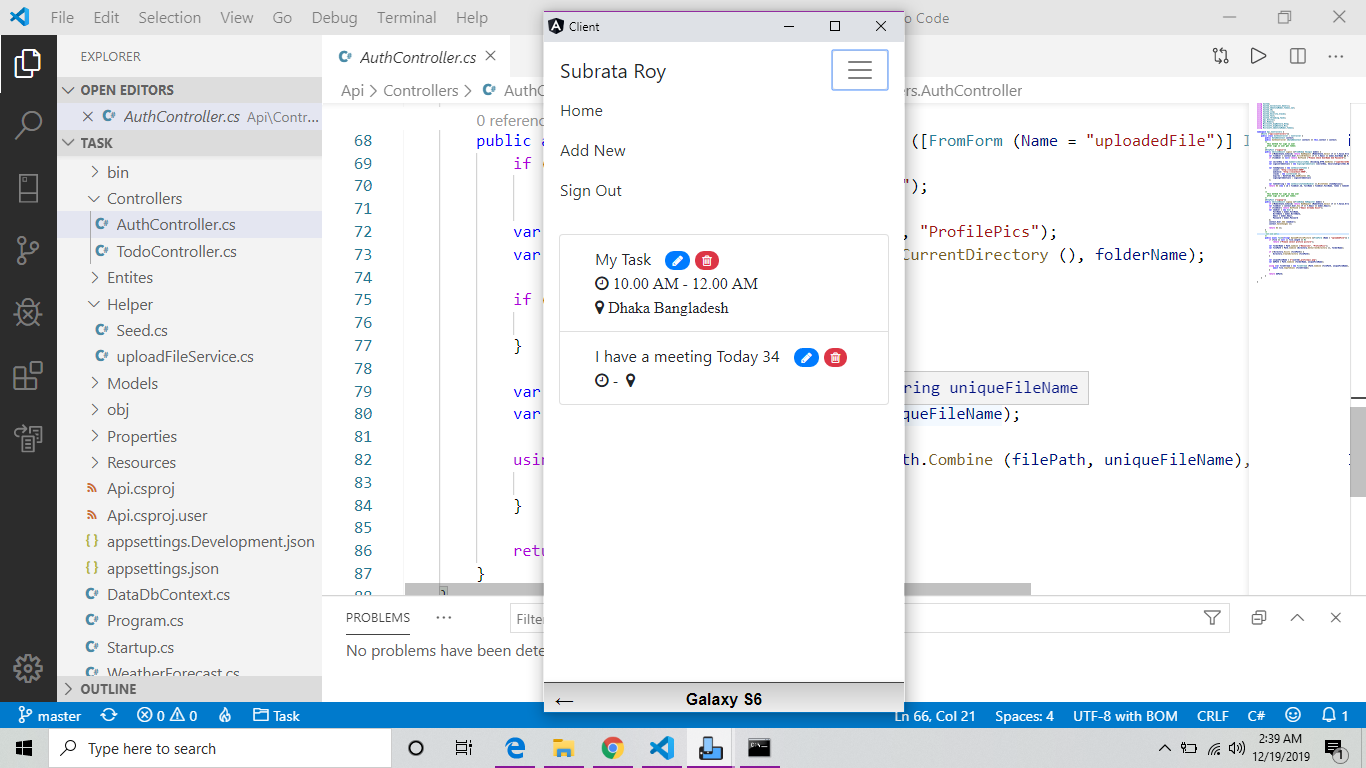 File Edit Selection View Go Debug Terminal Help
Code
Client
EXPLORER
OPEN EDITORS
AuthController.cs Api\Contr...
TASK
bin
Controllers
AuthController.cs
TodoController.cs
Entites
Helper
Seed.cs
uploadFileService.cs
Models
obj
Properties
Resources
Api.csproj
Api.csproj.user
appsettings.Development.json
appsettings.json
DataDbContext.cs
Program.cs
Startup.cs
WeatherForecast.cs
OUTLINE
AuthController.cs
Api > Controllers >
ers.AuthController
68 public
([FromForm (Name = "uploadedFile")]
69 if
70 ");
71
72 var
, "ProfilePics");
73 var
CurrentDirectory (), folderName);
74
75 if
76
77 }
78
79 var
ring uniqueFileName
80 var
queFileName);
81
82
th.Combine (filePath, uniqueFileName),
83
84 }
85
86
87 }
Subrata Roy
Home
Add New
Sign Out
My Task
10.00 AM - 12.00 AM
Dhaka Bangladesh
I have a meeting Today 34
-
Galaxy S6
PROBLEMS ...
No problems have been
master 0 0 Task
Ln 66, Col 21 Spaces: 4 UTF-8 with BOM CRLF C# 1
Type here to search
2:39 AM
12/19/2019
1